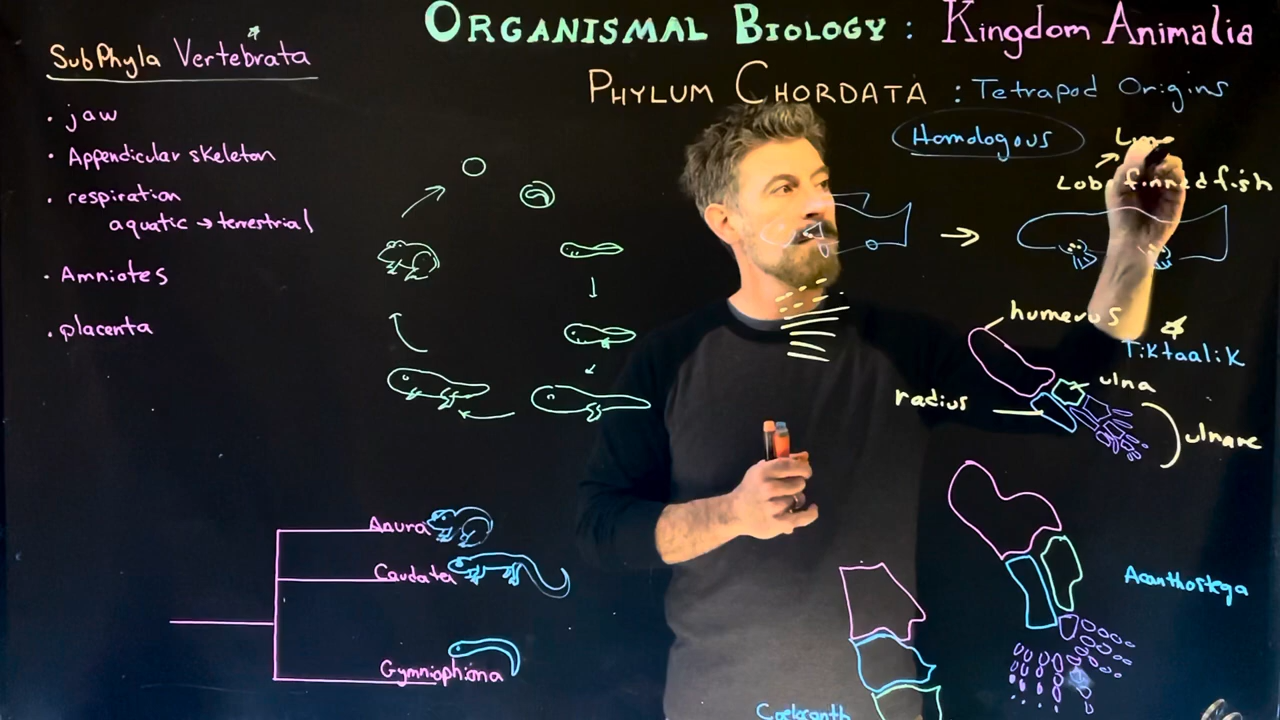 ORGANISMAL BIOLOGY : Kingdom Animalia
PHYLUM CHORDATA : Tetrapod Origins
SubPhyla Vertebrata
• jaw
• Appendicular skeleton
• respiration
aquatic → terrestrial
• Amniotes
• placenta
Homologous
Lobe finned fish
humerus
Tiktaalik
ulna
radius
ulnare
Acanthostega
Coelacanth
Anura
Caudata
Gymniophiona